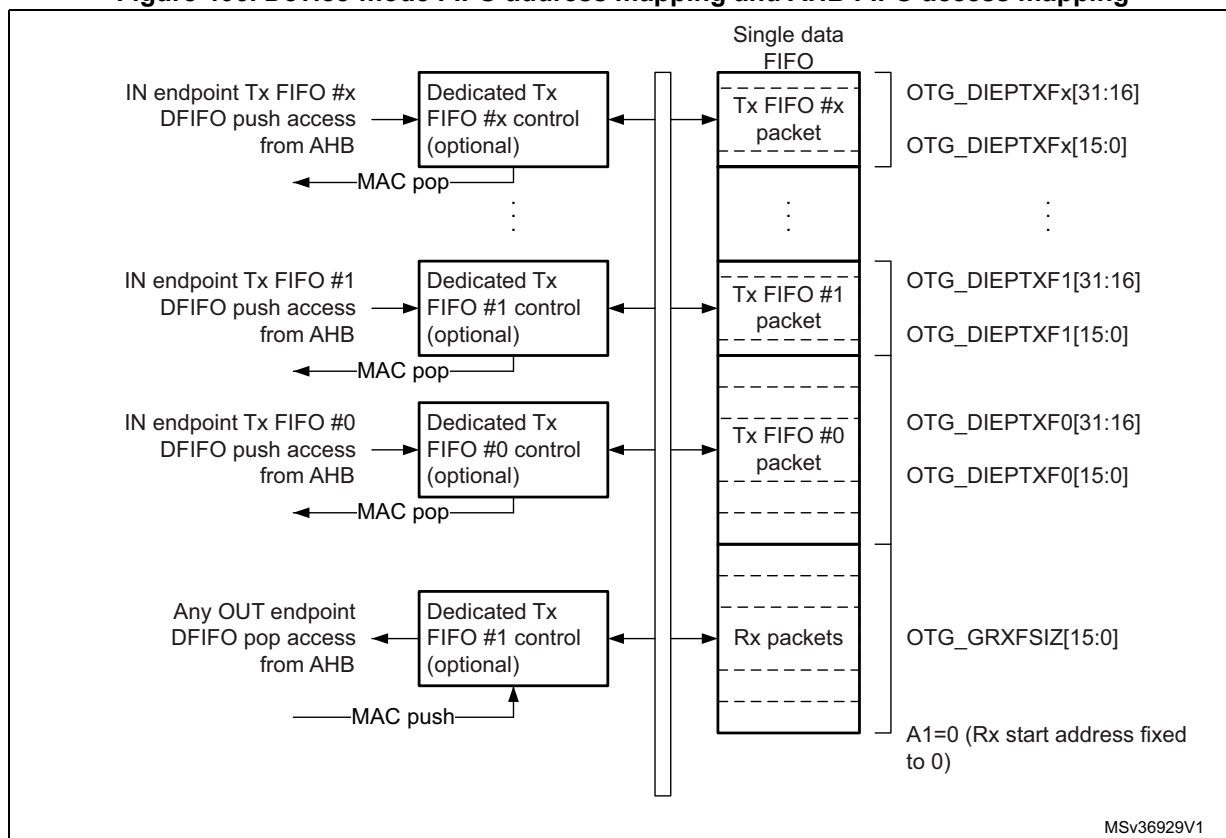 Single data
FIFO
IN endpoint Tx FIFO #x
DFIFO push access
from AHB
Dedicated Tx
FIFO #x control
(optional)
MAC pop
Tx FIFO #x
packet
OTG_DIEPTXFx[31:16]
OTG_DIEPTXFx[15:0]
IN endpoint Tx FIFO #1
DFIFO push access
from AHB
Dedicated Tx
FIFO #1 control
(optional)
MAC pop
Tx FIFO #1
packet
OTG_DIEPTXF1[31:16]
OTG_DIEPTXF1[15:0]
IN endpoint Tx FIFO #0
DFIFO push access
from AHB
Dedicated Tx
FIFO #0 control
(optional)
MAC pop
Tx FIFO #0
packet
OTG_DIEPTXF0[31:16]
OTG_DIEPTXF0[15:0]
Any OUT endpoint
DFIFO pop access
from AHB
Dedicated Tx
FIFO #1 control
(optional)
MAC push
Rx packets
OTG_GRXFSIZ[15:0]
A1=0 (Rx start address fixed
to 0)
MSv36929V1